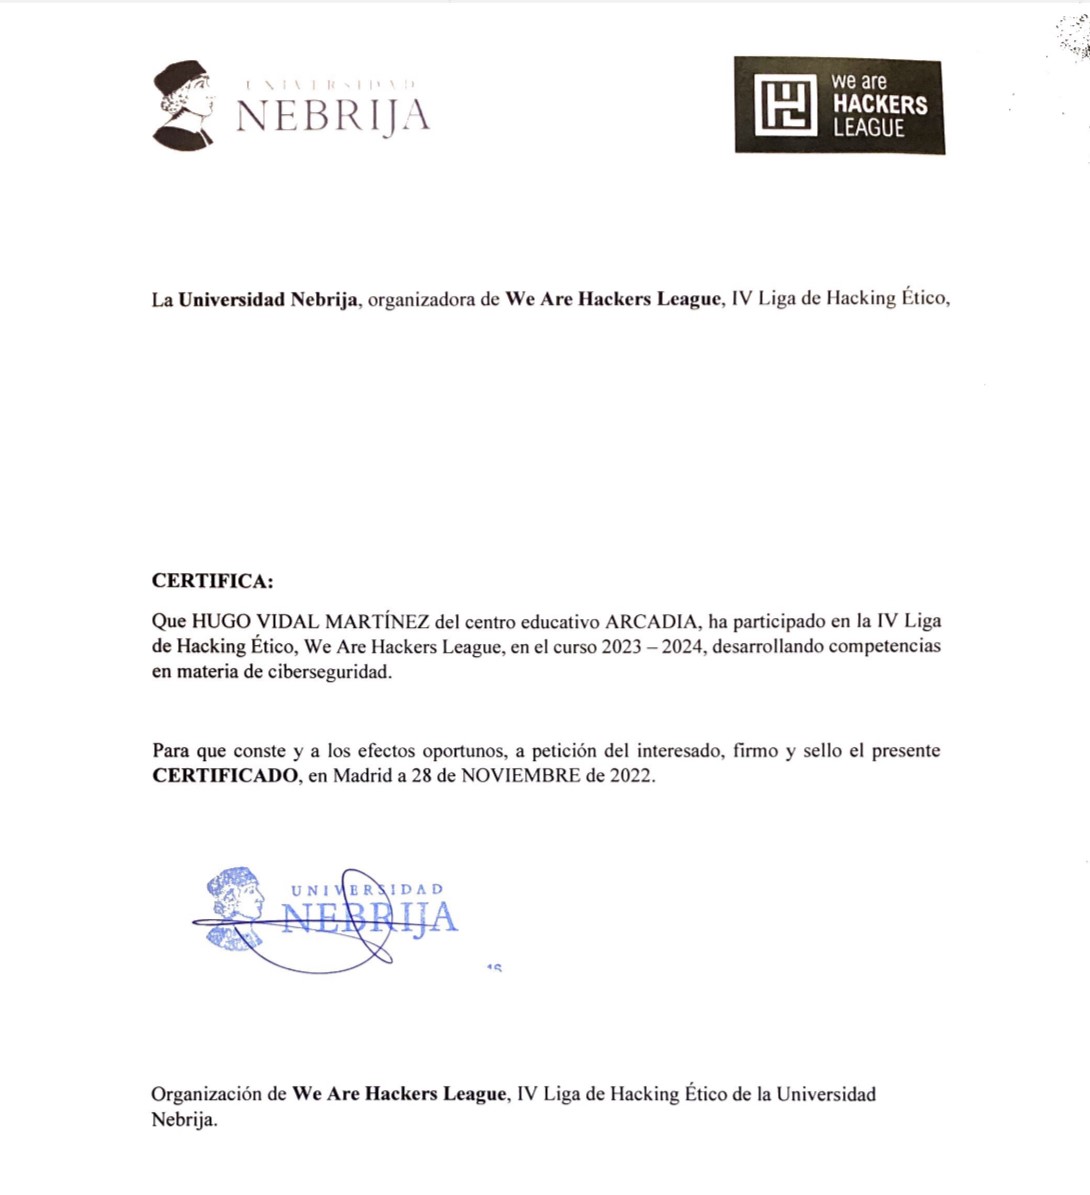 UNIVERSIDAD
NEBRIJA
we are
HACKERS
LEAGUE
La Universidad Nebrija, organizadora de We Are Hackers League, IV Liga de Hacking Ético,
CERTIFICA:
Que HUGO VIDAL MARTÍNEZ del centro educativo ARCADIA, ha participado en la IV Liga
de Hacking Ético, We Are Hackers League, en el curso 2023 – 2024, desarrollando competencias
en materia de ciberseguridad.
Para que conste y a los efectos oportunos, a petición del interesado, firmo y sello el presente
CERTIFICADO, en Madrid a 28 de NOVIEMBRE de 2022.
UNIVERSIDAD
NEBRIJA
Organización de We Are Hackers League, IV Liga de Hacking Ético de la Universidad
Nebrija.